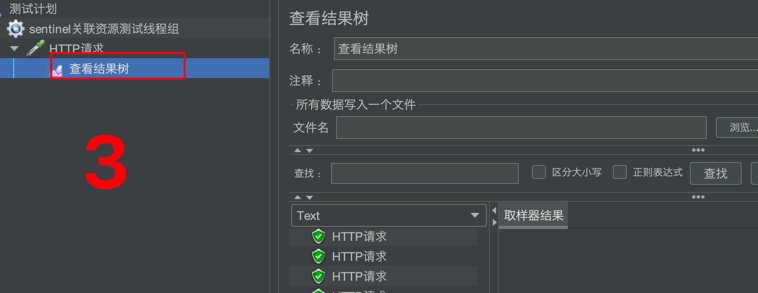 测试计划
sentinel关联资源测试线程组
HTTP请求
查看结果树
3
查看结果树
名称：
查看结果树
注释：
所有数据写入一个文件
文件名
浏览...
查找：
区分大小写
正则表达式
查找
Text
取样器结果
HTTP请求
HTTP请求
HTTP请求